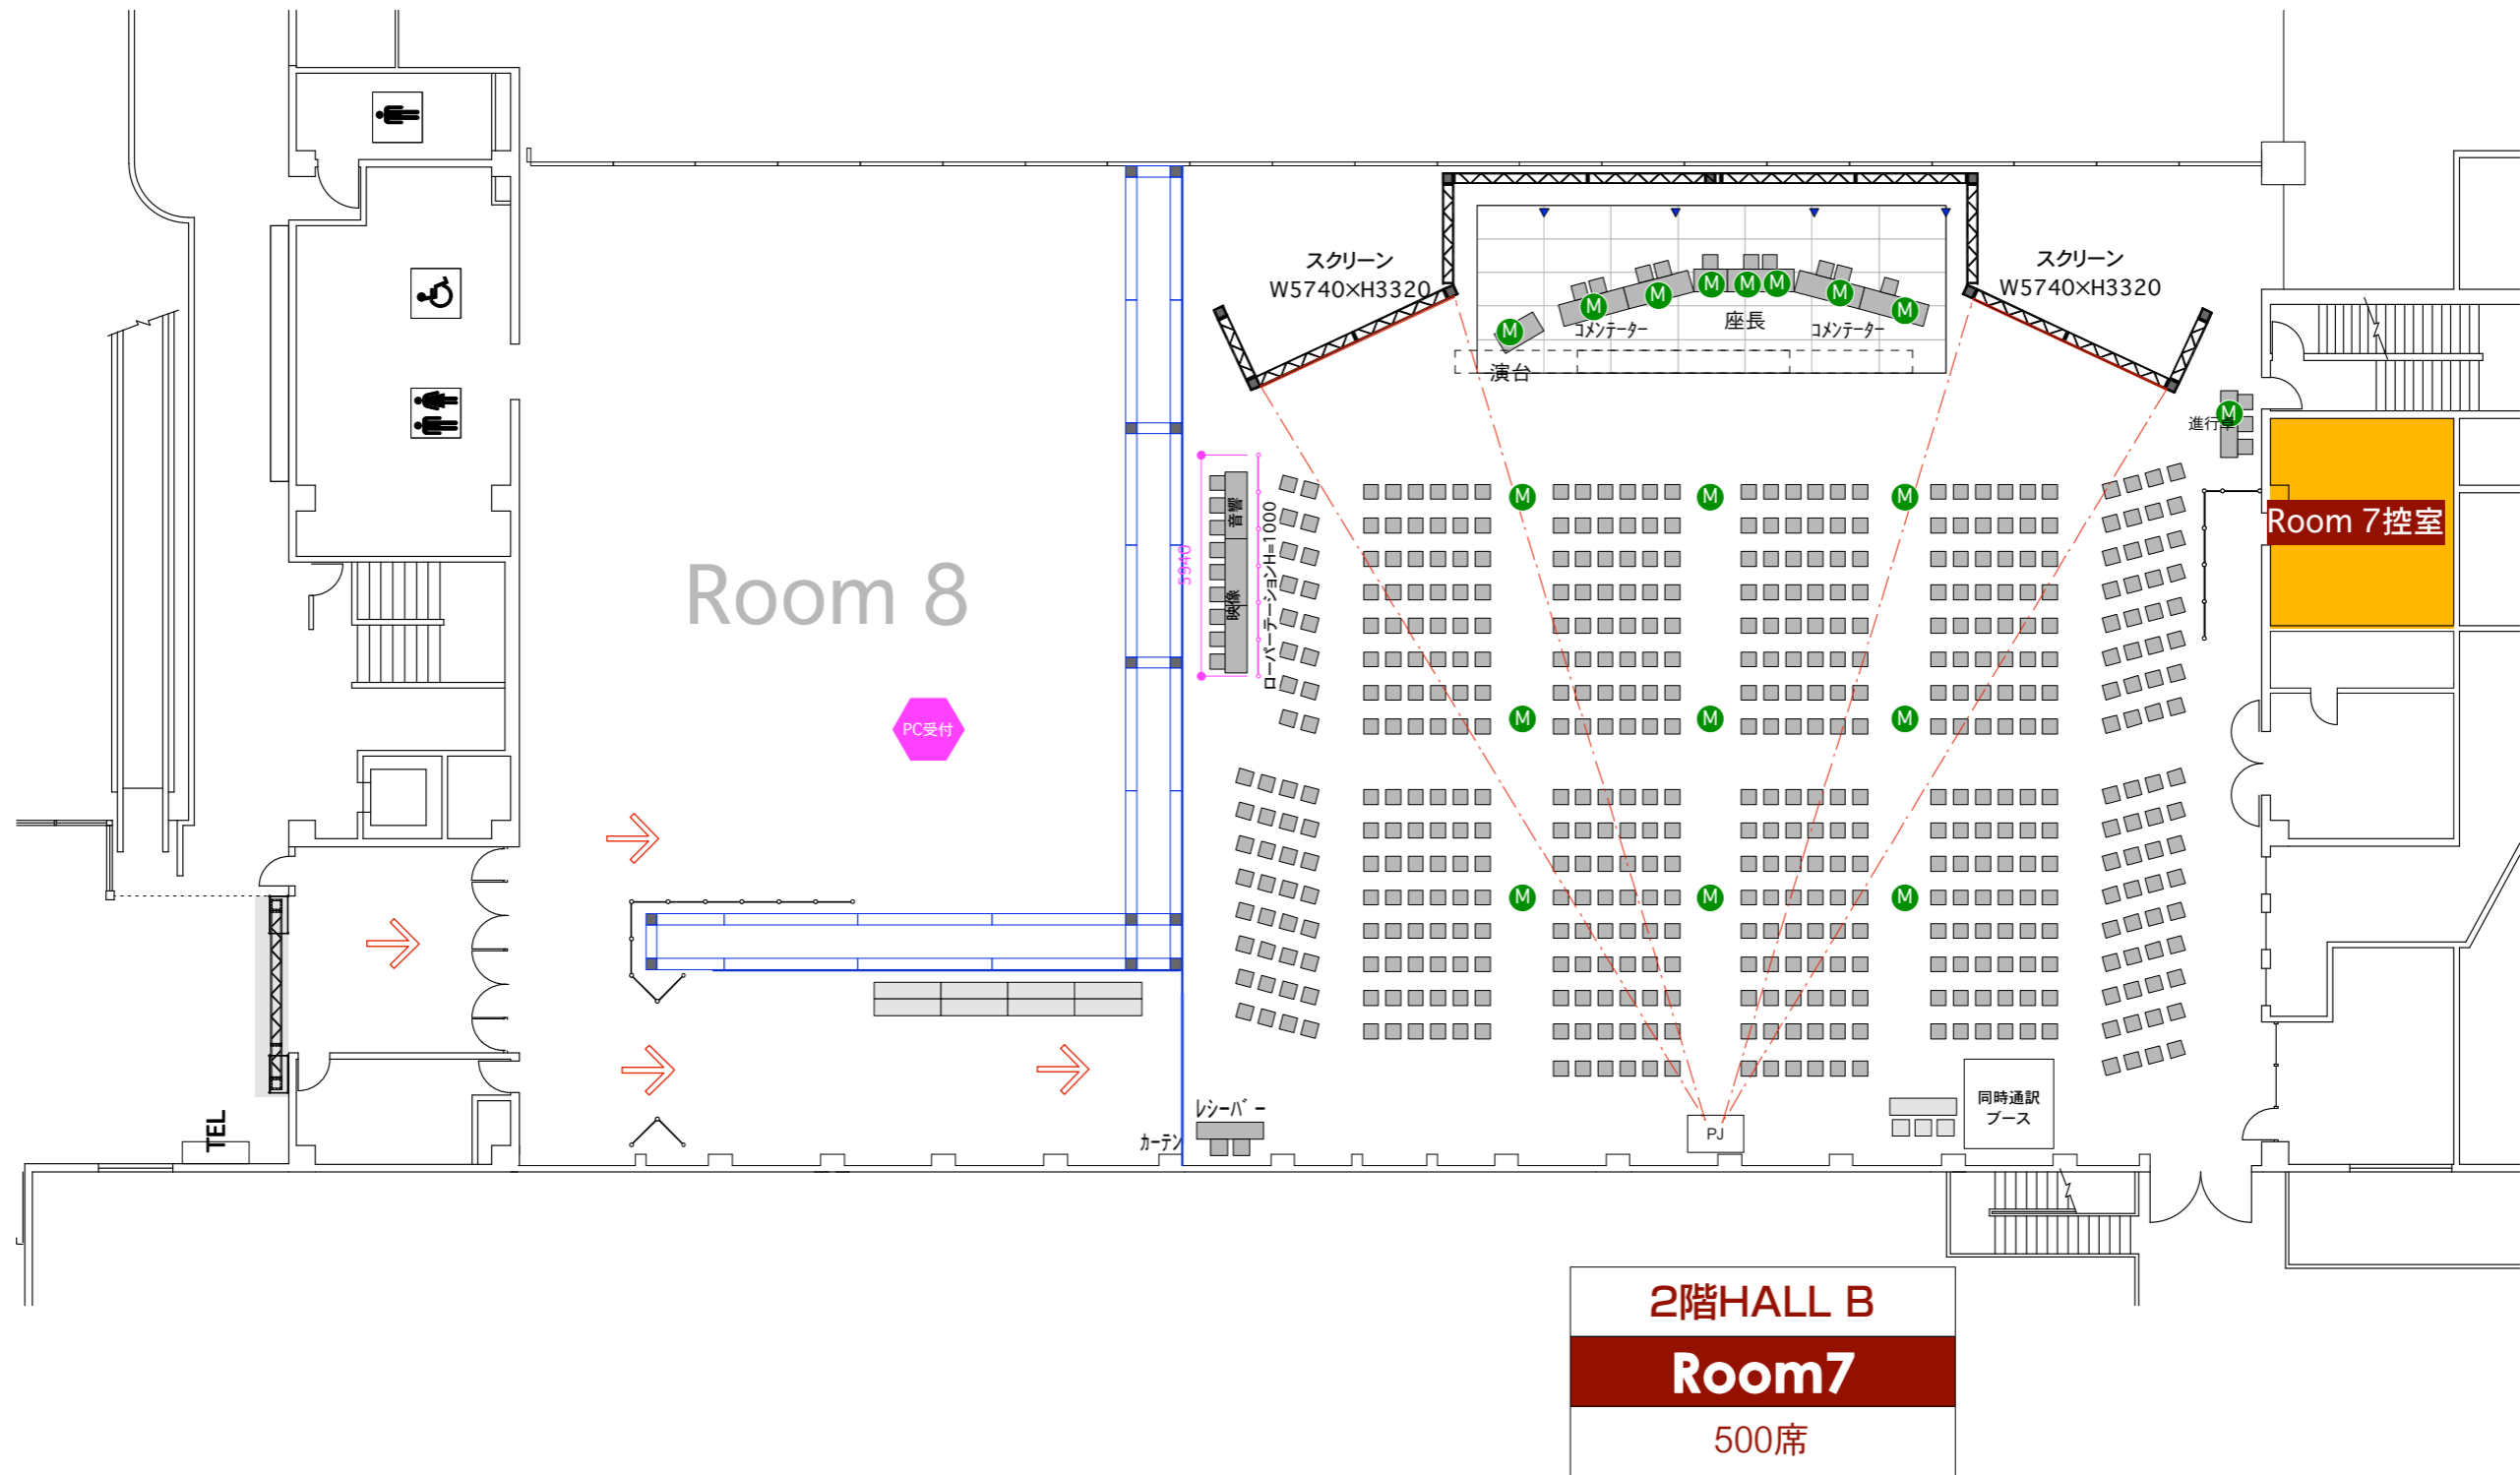 スクリーン
W5740×H3320
スクリーン
W5740×H3320
M
M
M
M
M
M
M
M
コメンテーター
座長
コメンテーター
演台
M
進行卓
音響
映像
5940
ローパーテーションH=1000
Room 7控室
Room 8
PC受付
M
M
M
M
M
M
M
M
M
TEL
カーテン
レシーバー
PJ
同時通訳
ブース
2階HALL B
Room7
500席